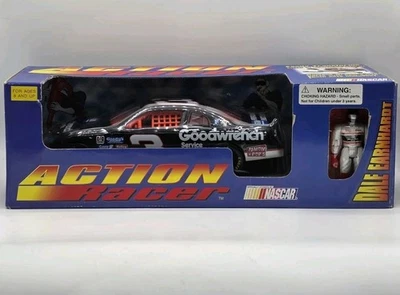 FOR AGES
8 AND UP
WARNING:
CHOKING HAZARD - Small parts.
Not for Children under 3 years.
Goodwrench
Service
3
ACTION
Racer
NASCAR
DALE EARNHARDT